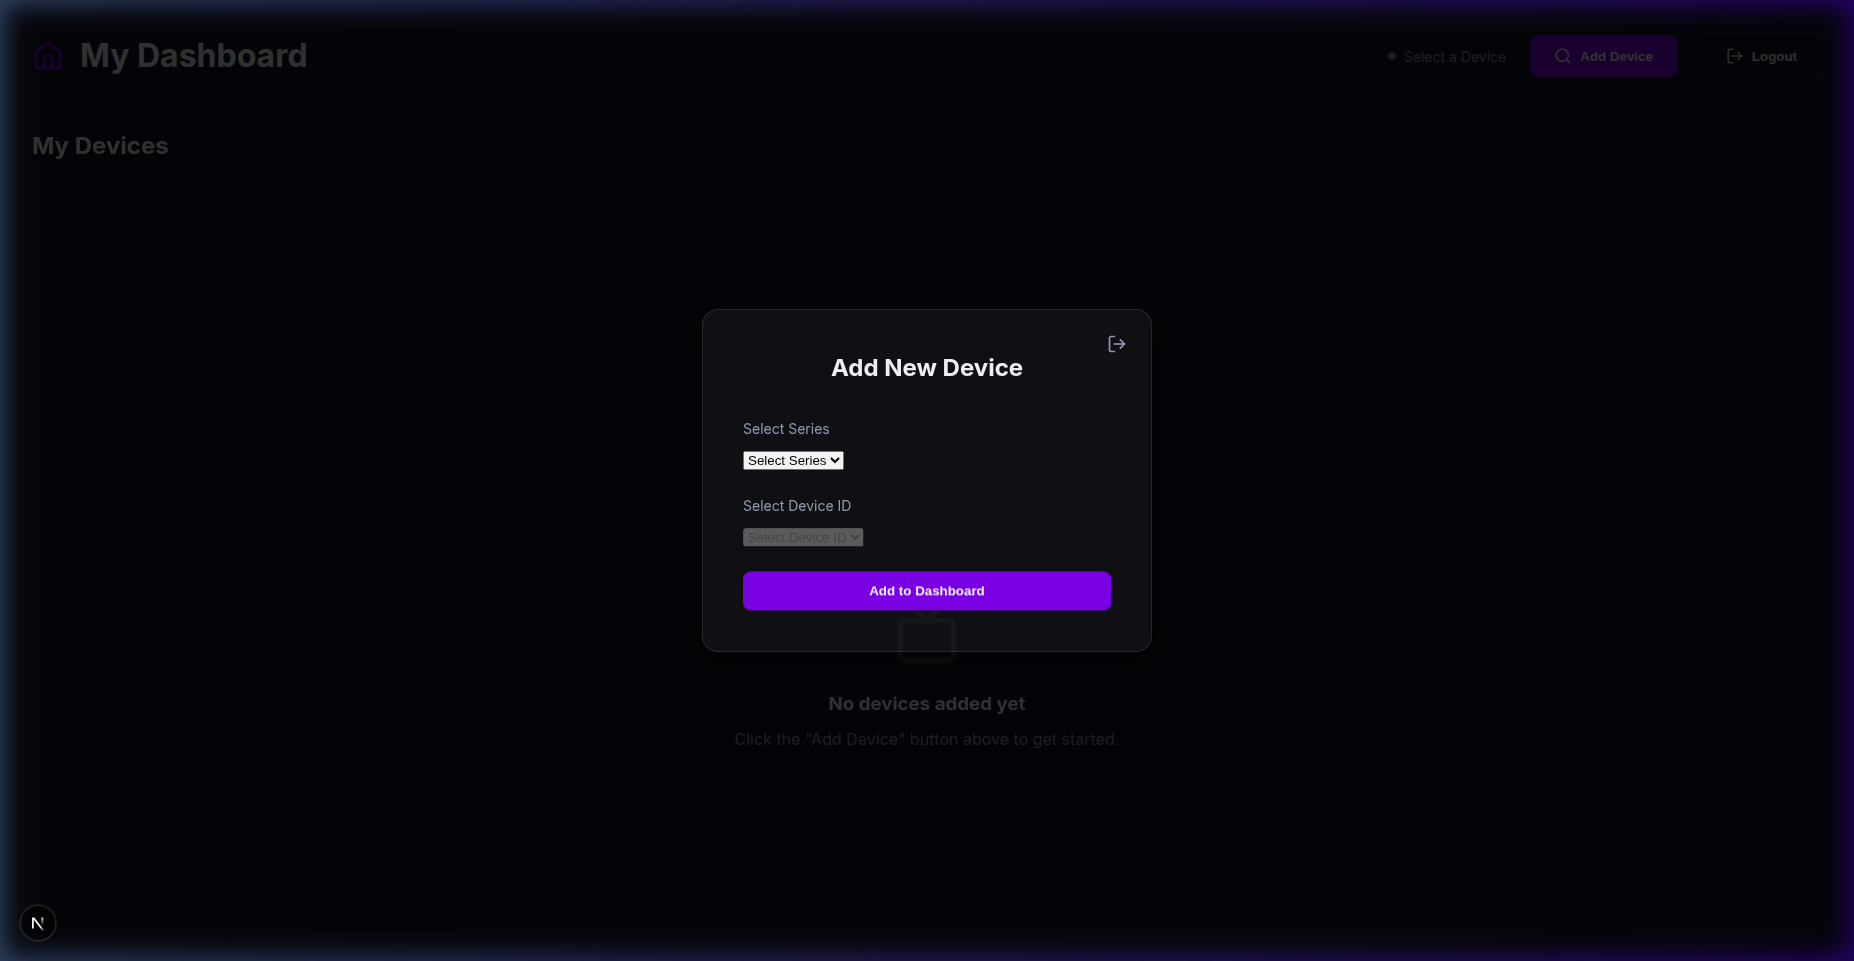 My Dashboard
Select a Device
Add Device
Logout
My Devices
Add New Device
Select Series
Select Series
Select Device ID
Select Device ID
Add to Dashboard
No devices added yet
Click the "Add Device" button above to get started.
N